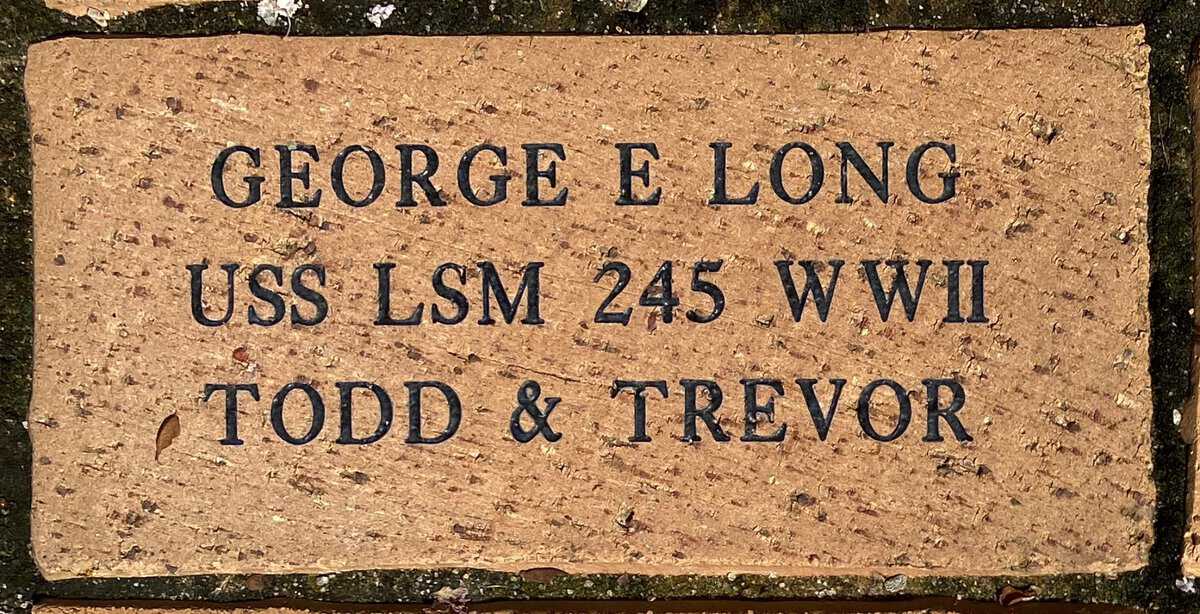 GEORGE E LONG
USS LSM 245 WWII
TODD & TREVOR